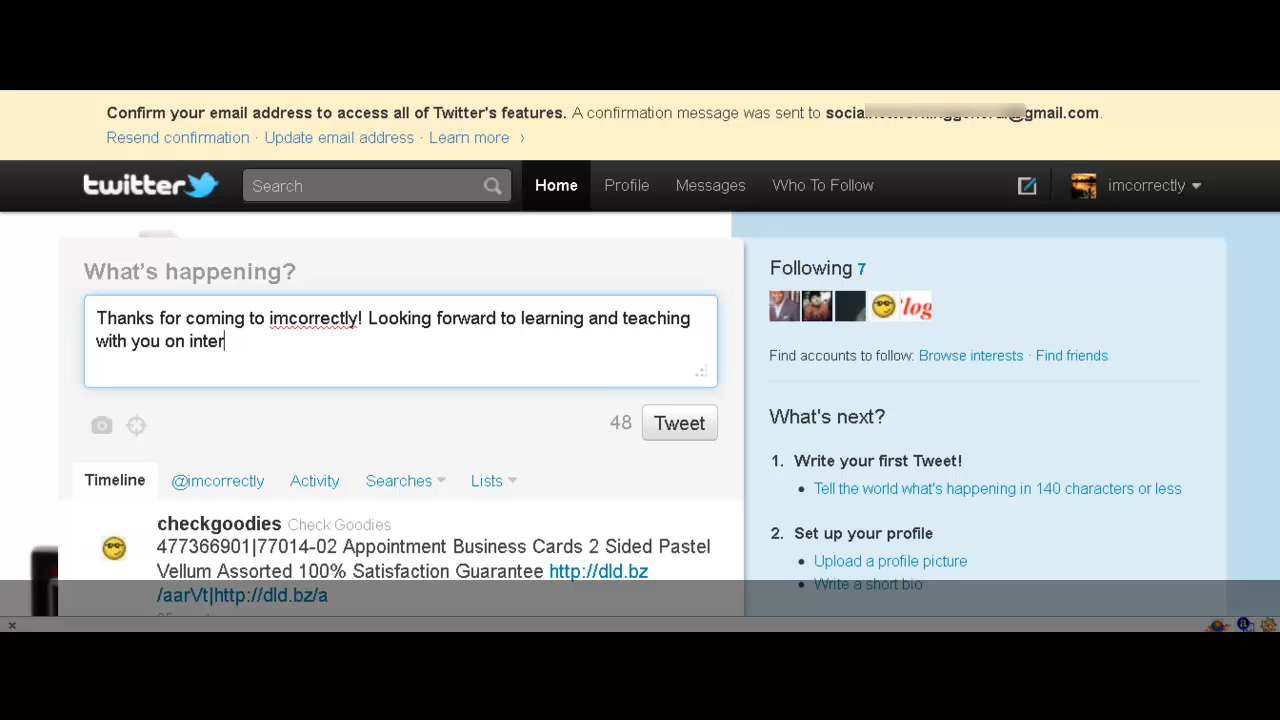 Confirm your email address to access all of Twitter's features. A confirmation message was sent to @gmail.com.
Resend confirmation · Update email address · Learn more ›
twitter Search Home Profile Messages Who To Follow imcorrectly
What's happening?
Thanks for coming to imcorrectly! Looking forward to learning and teaching
with you on inter
48 Tweet
Timeline @imcorrectly Activity Searches Lists
checkgoodies Check Goodies
477366901|77014-02 Appointment Business Cards 2 Sided Pastel
Vellum Assorted 100% Satisfaction Guarantee http://dld.bz
/aarVt|http://dld.bz/a
Following 7
log
Find accounts to follow: Browse interests · Find friends
What's next?
1. Write your first Tweet!
• Tell the world what's happening in 140 characters or less
2. Set up your profile
• Upload a profile picture
• Write a short bio